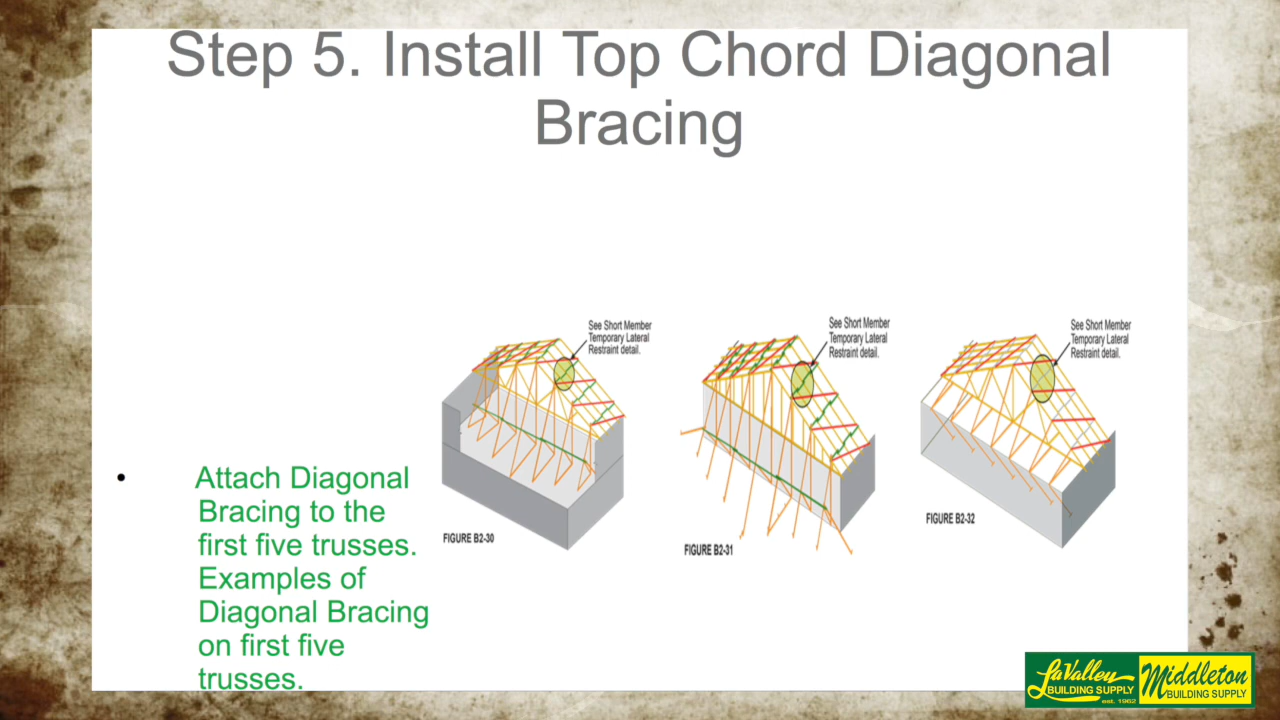 Step 5. Install Top Chord Diagonal
Bracing
See Short Member
Temporary Lateral
Restraint detail.
See Short Member
Temporary Lateral
Restraint detail.
See Short Member
Temporary Lateral
Restraint detail.
• Attach Diagonal
Bracing to the
first five trusses.
Examples of
Diagonal Bracing
on first five
trusses.
FIGURE B2-30
FIGURE B2-31
FIGURE B2-32
LaValley
BUILDING SUPPLY
est. 1962
Middleton
BUILDING SUPPLY